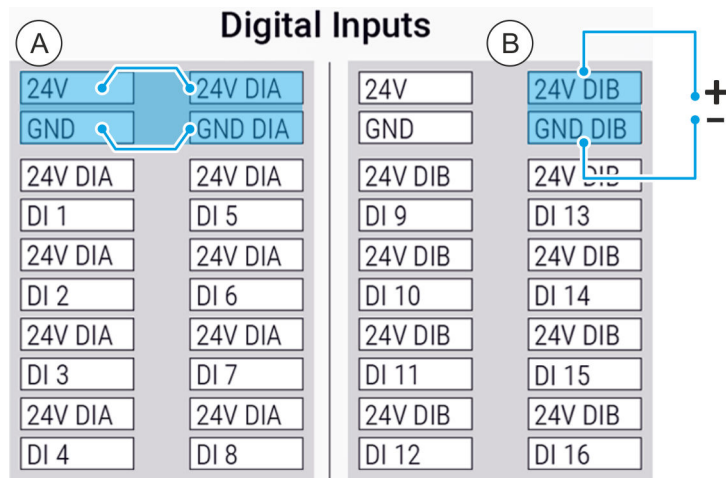 Digital Inputs
A
24V 24V DIA
GND GND DIA
24V DIA 24V DIA
DI 1 DI 5
24V DIA 24V DIA
DI 2 DI 6
24V DIA 24V DIA
DI 3 DI 7
24V DIA 24V DIA
DI 4 DI 8
B
24V 24V DIB
GND GND DIB
24V DIB 24V DIB
DI 9 DI 13
24V DIB 24V DIB
DI 10 DI 14
24V DIB 24V DIB
DI 11 DI 15
24V DIB 24V DIB
DI 12 DI 16
+
−